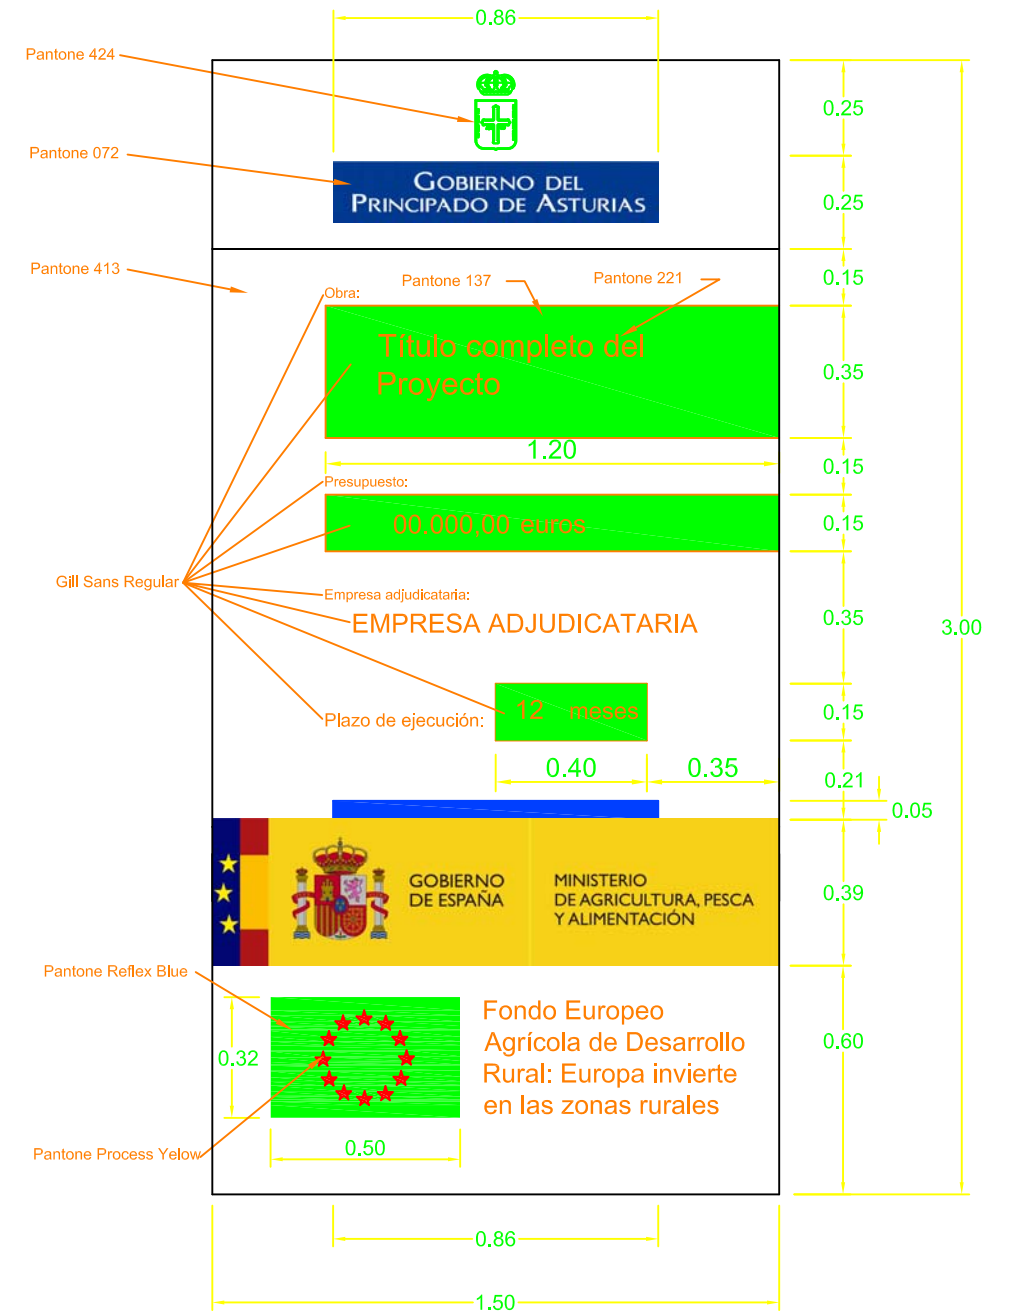 0.86
Pantone 424
0.25
Pantone 072
GOBIERNO DEL
PRINCIPADO DE ASTURIAS
0.25
Pantone 413
Pantone 137
Pantone 221
0.15
Obra:
Título completo del
Proyecto
0.35
1.20
0.15
Presupuesto:
00.000,00 euros
0.15
Gill Sans Regular
Empresa adjudicataria:
EMPRESA ADJUDICATARIA
0.35
3.00
Plazo de ejecución:
12 meses
0.15
0.40
0.35
0.21
0.05
GOBIERNO
DE ESPAÑA
MINISTERIO
DE AGRICULTURA, PESCA
Y ALIMENTACIÓN
0.39
Pantone Reflex Blue
Fondo Europeo
Agrícola de Desarrollo
Rural: Europa invierte
en las zonas rurales
0.32
0.60
0.50
Pantone Process Yelow
0.86
1.50